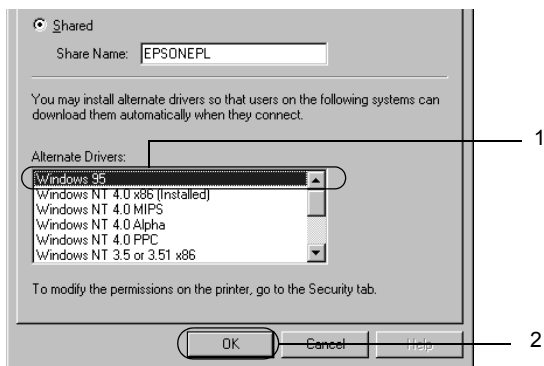 Shared
Share Name: EPSONEPL
You may install alternate drivers so that users on the following systems can
download them automatically when they connect.
1
Alternate Drivers:
Windows 95
Windows NT 4.0 x86 (Installed)
Windows NT 4.0 MIPS
Windows NT 4.0 Alpha
Windows NT 4.0 PPC
Windows NT 3.5 or 3.51 x86
To modify the permissions on the printer, go to the Security tab.
OK Cancel Help 2